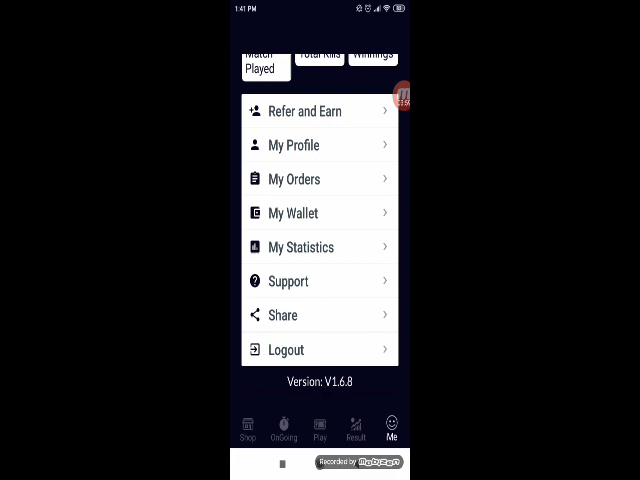 1:41 PM
Match
Played
Total Kills
Winnings
Refer and Earn
My Profile
My Orders
My Wallet
My Statistics
Support
Share
Logout
Version: V1.6.8
Shop
OnGoing
Play
Result
Me
Recorded by mobizen